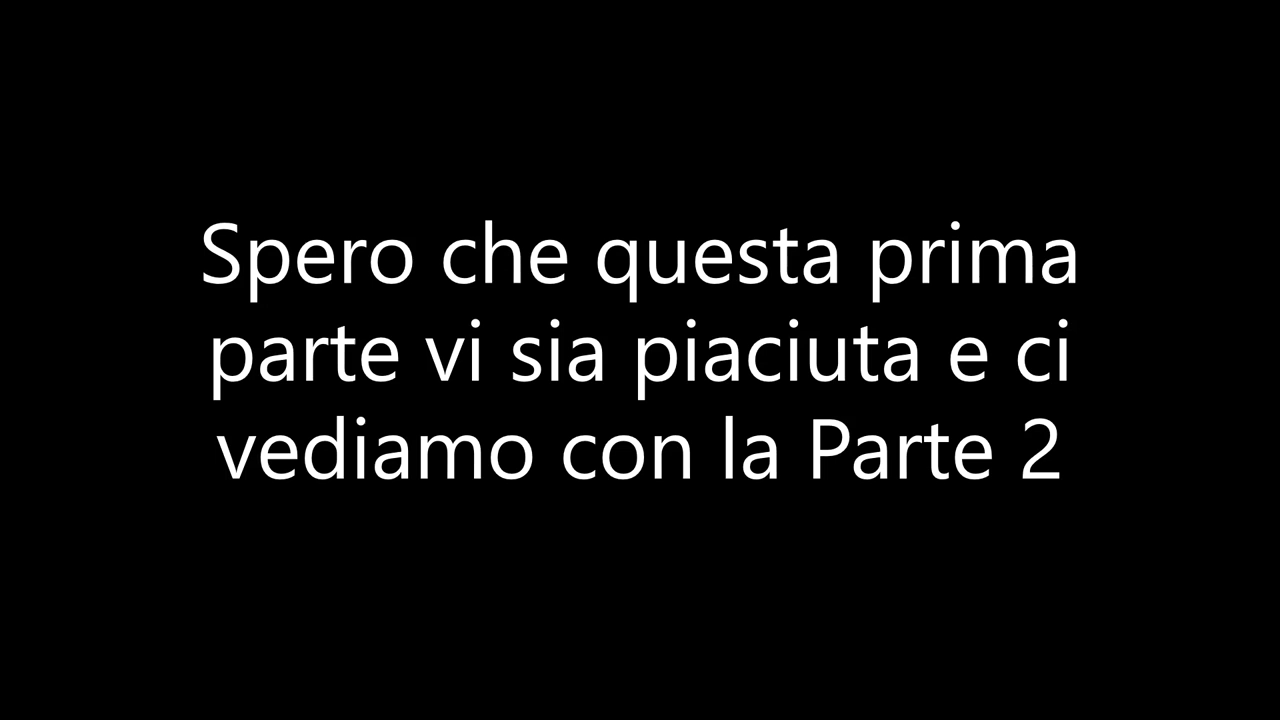 Spero che questa prima
parte vi sia piaciuta e ci
vediamo con la Parte 2